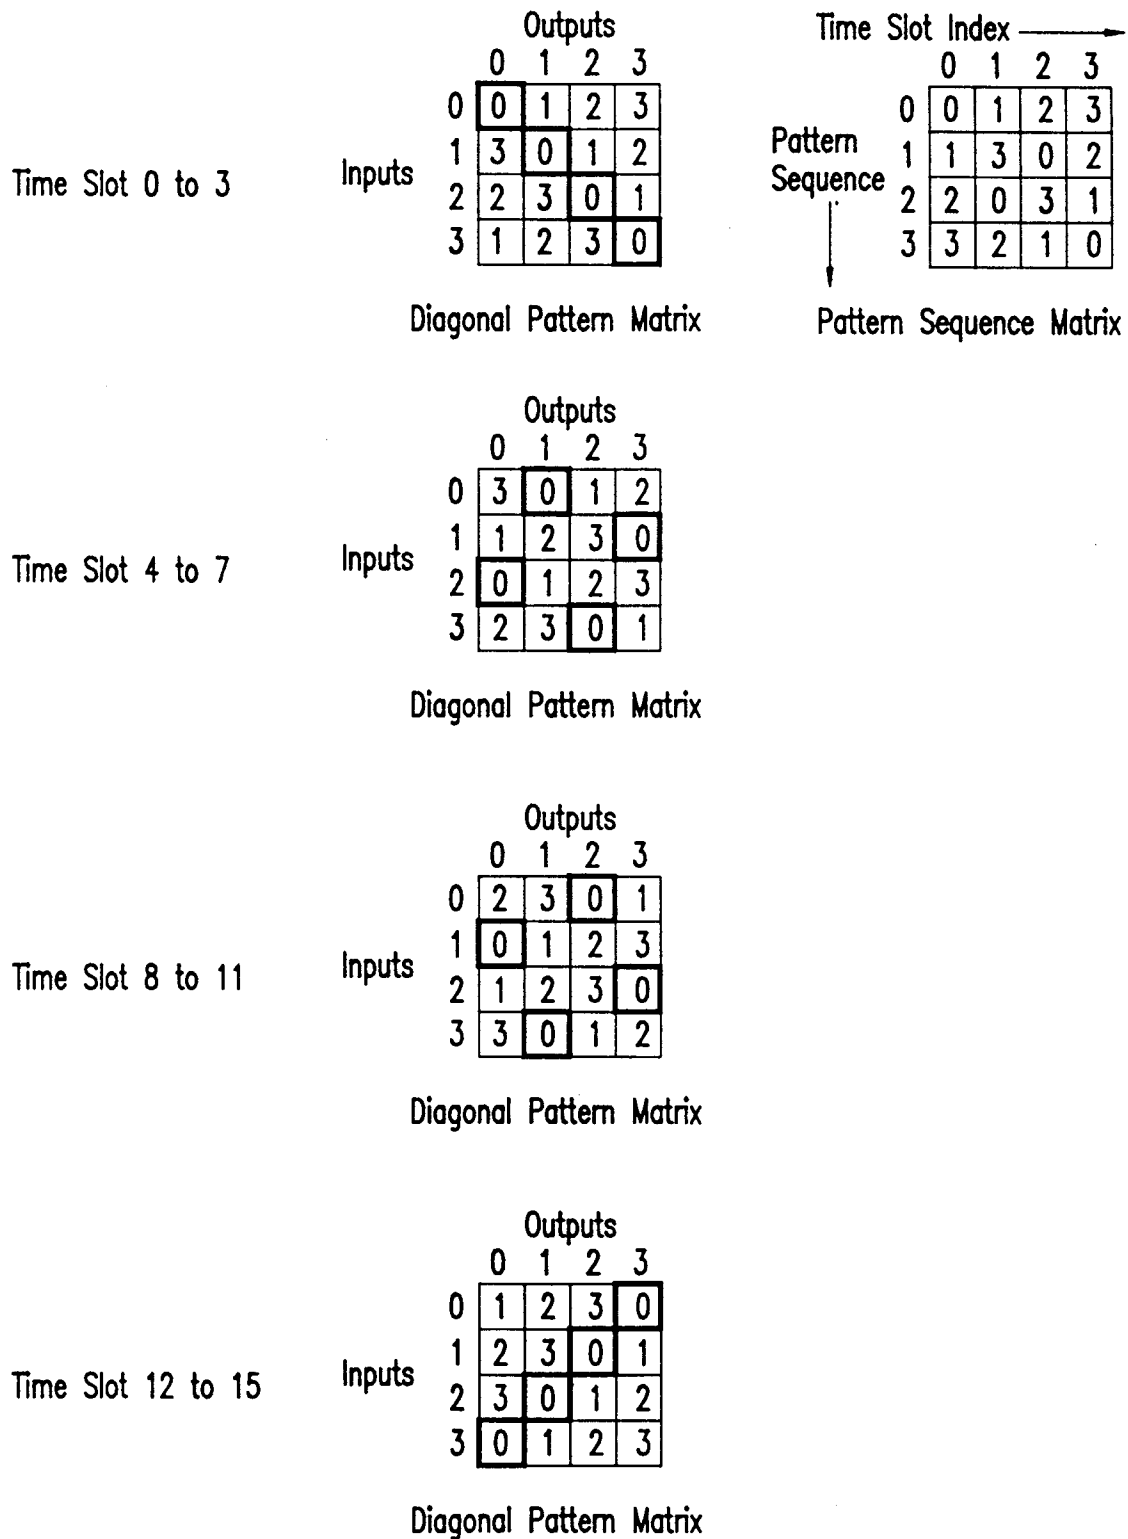 Outputs
0 1 2 3
0 0 1 2 3
1 3 0 1 2
2 2 3 0 1
3 1 2 3 0
Time Slot 0 to 3
Inputs
Diagonal Pattern Matrix
Time Slot Index
0 1 2 3
0 0 1 2 3
1 1 3 0 2
2 2 0 3 1
3 3 2 1 0
Pattern
Sequence
Pattern Sequence Matrix
Outputs
0 1 2 3
0 3 0 1 2
1 1 2 3 0
2 0 1 2 3
3 2 3 0 1
Time Slot 4 to 7
Inputs
Diagonal Pattern Matrix
Outputs
0 1 2 3
0 2 3 0 1
1 0 1 2 3
2 1 2 3 0
3 3 0 1 2
Time Slot 8 to 11
Inputs
Diagonal Pattern Matrix
Outputs
0 1 2 3
0 1 2 3 0
1 2 3 0 1
2 3 0 1 2
3 0 1 2 3
Time Slot 12 to 15
Inputs
Diagonal Pattern Matrix